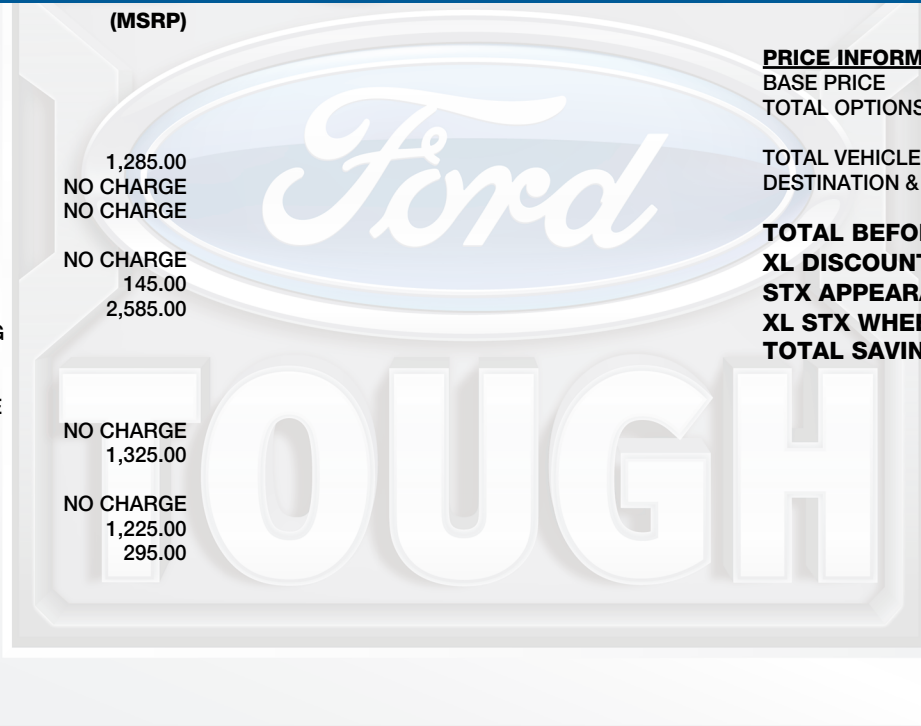 (MSRP)
1,285.00
NO CHARGE
NO CHARGE
NO CHARGE
145.00
2,585.00
NO CHARGE
1,325.00
NO CHARGE
1,225.00
295.00
PRICE INFORM
BASE PRICE
TOTAL OPTIONS
TOTAL VEHICLE
DESTINATION &
TOTAL BEFO
XL DISCOUNT
STX APPEAR
XL STX WHE
TOTAL SAVIN
Ford
TOUGH